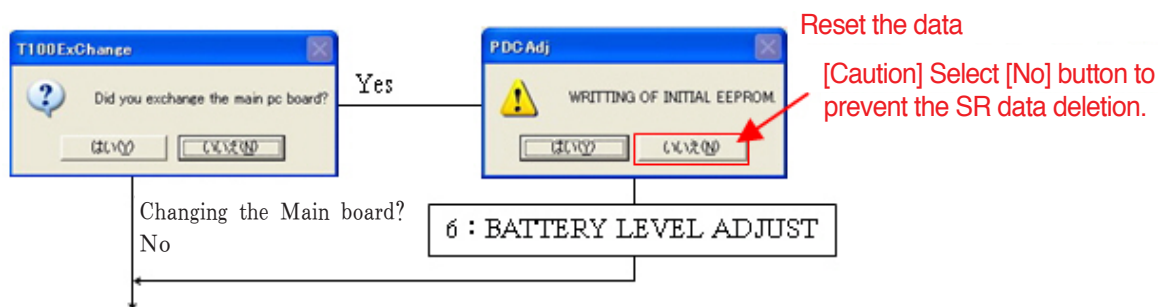 Reset the data
T100ExChange
PDCAdj
[Caution] Select [No] button to
prevent the SR data deletion.
Did you exchange the main pc board?
Yes
WRITTING OF INITIAL EEPROM.
はい(Y)
いいえ(N)
はい(Y)
いいえ(N)
Changing the Main board?
No
6：BATTERY LEVEL ADJUST